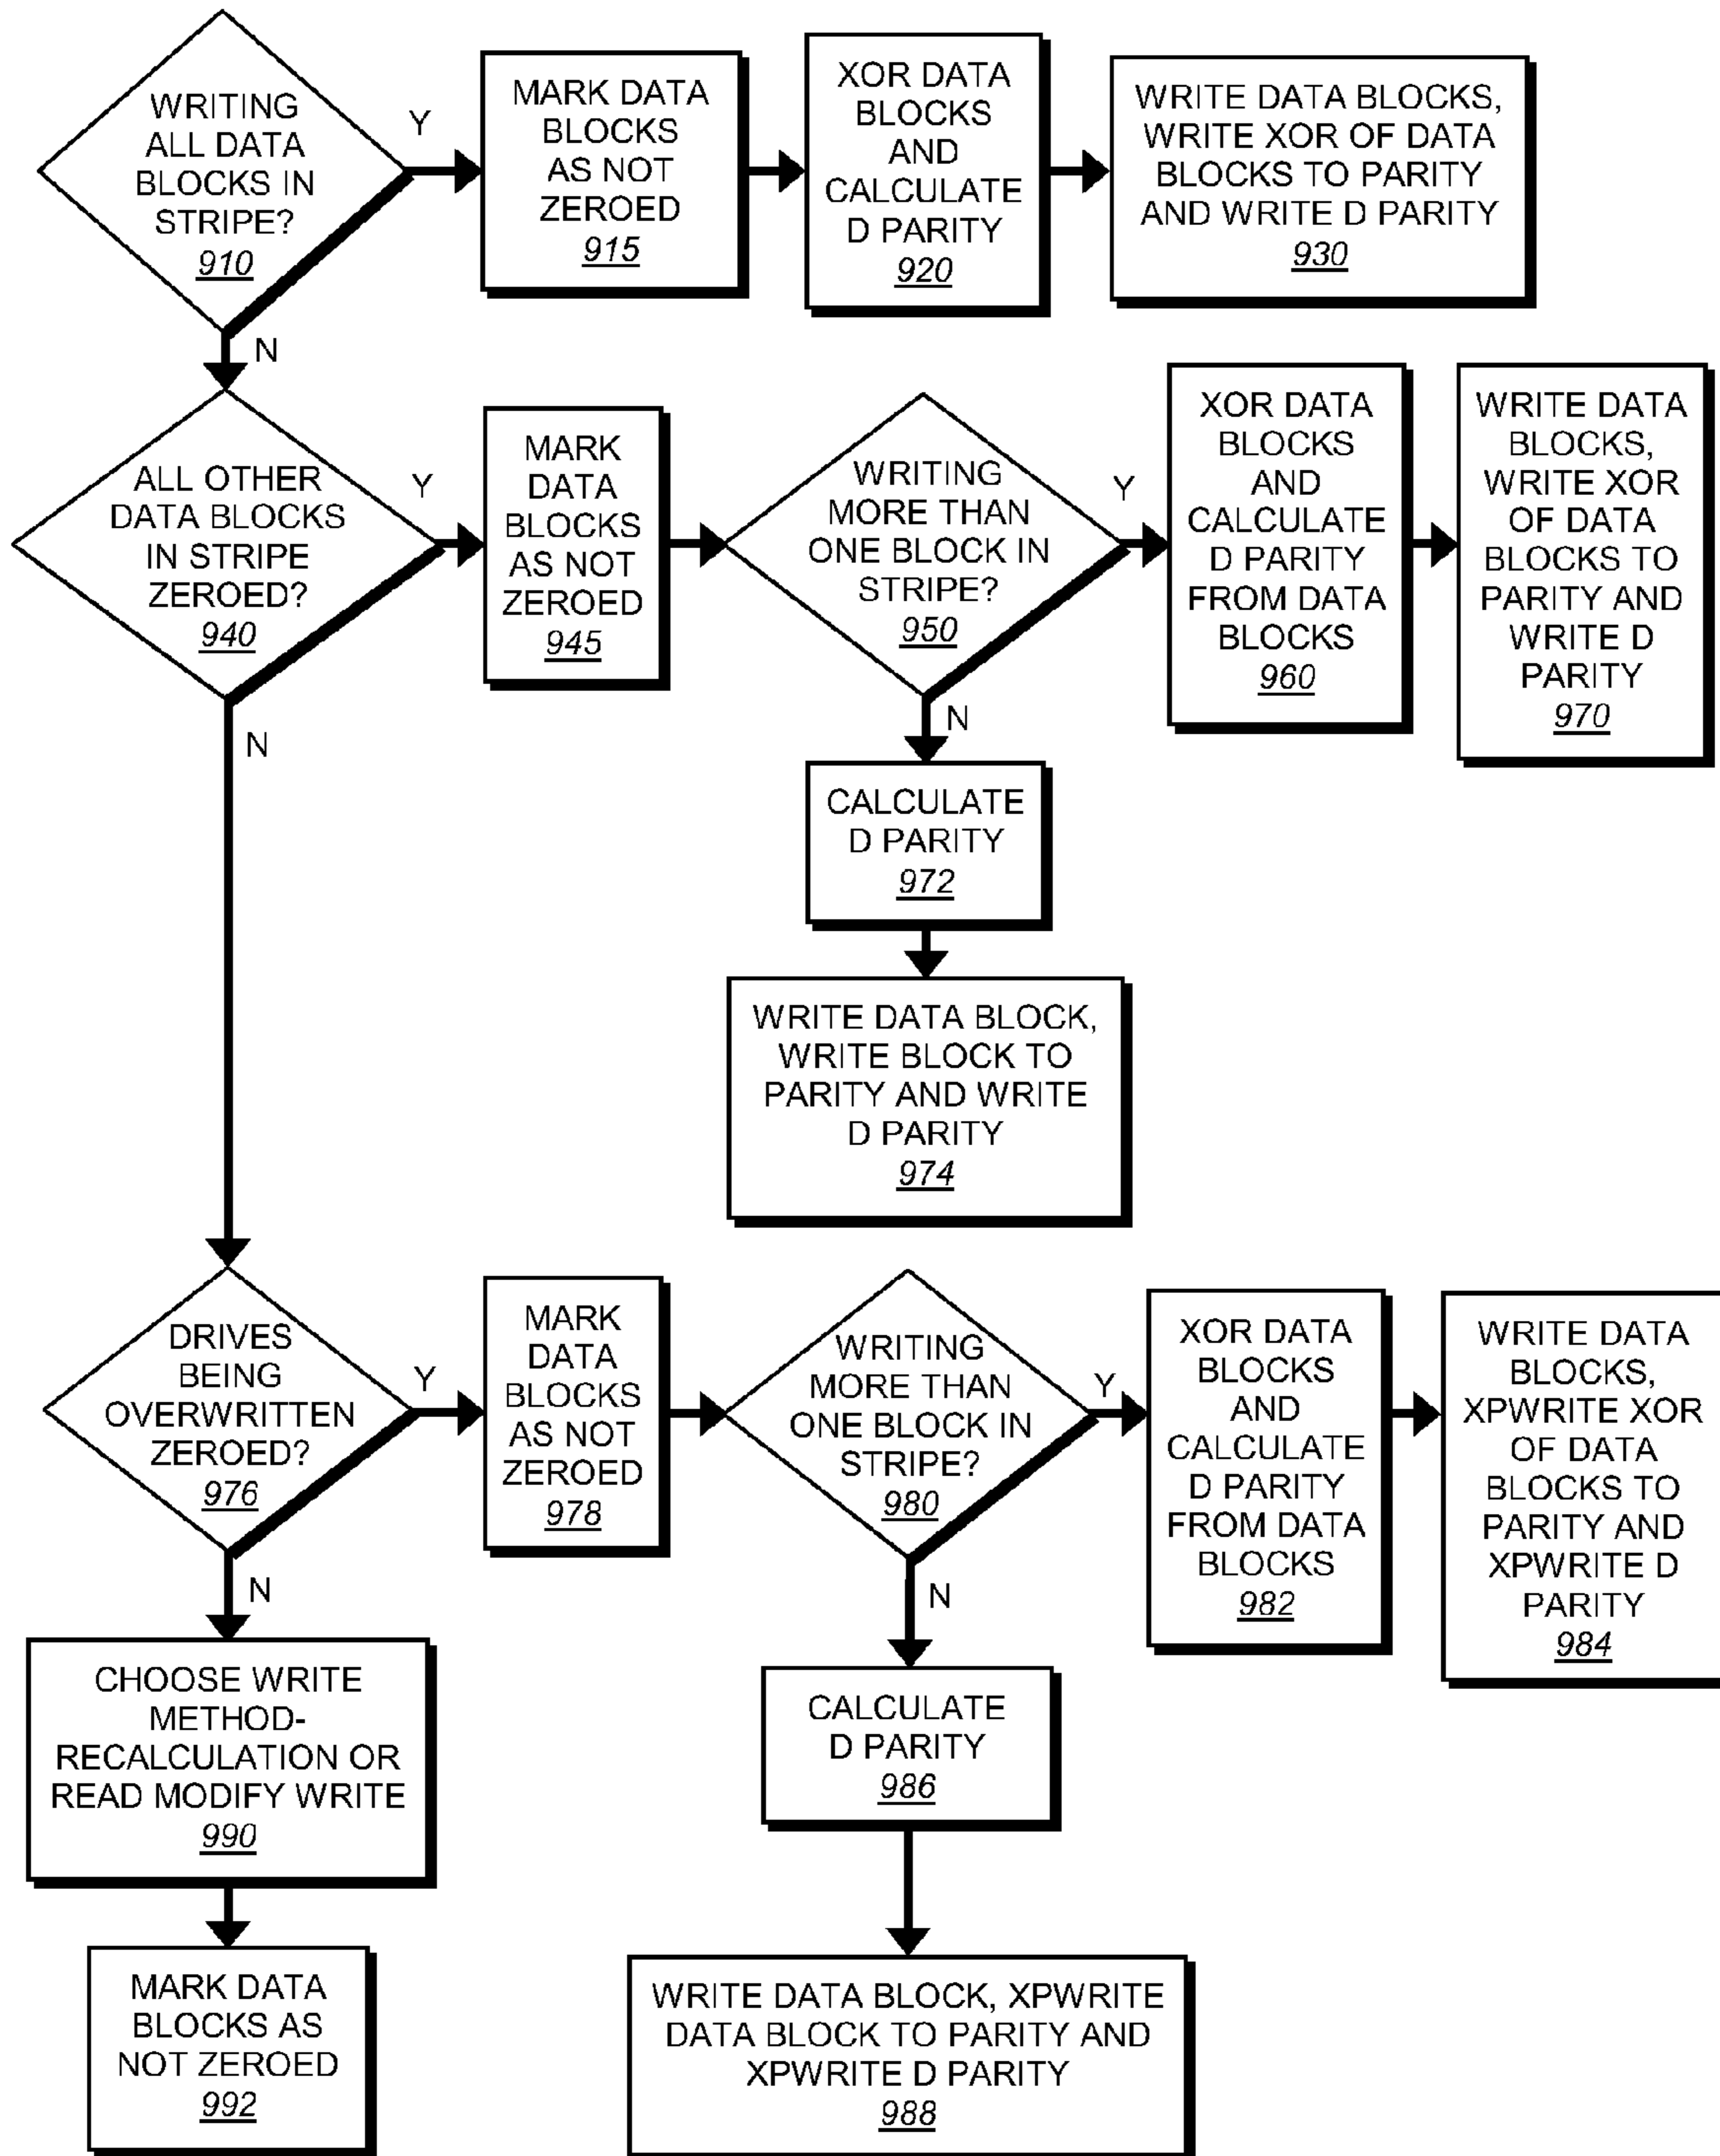 WRITING
ALL DATA
BLOCKS IN
STRIPE?
910
Y
N
MARK DATA
BLOCKS
AS NOT
ZEROED
915
XOR DATA
BLOCKS
AND
CALCULATE
D PARITY
920
WRITE DATA BLOCKS,
WRITE XOR OF DATA
BLOCKS TO PARITY
AND WRITE D PARITY
930
ALL OTHER
DATA BLOCKS
IN STRIPE
ZEROED?
940
Y
N
MARK
DATA
BLOCKS
AS NOT
ZEROED
945
WRITING
MORE THAN
ONE BLOCK IN
STRIPE?
950
Y
N
XOR DATA
BLOCKS
AND
CALCULATE
D PARITY
FROM DATA
BLOCKS
960
WRITE DATA
BLOCKS,
WRITE XOR
OF DATA
BLOCKS TO
PARITY AND
WRITE D
PARITY
970
CALCULATE
D PARITY
972
WRITE DATA BLOCK,
WRITE BLOCK TO
PARITY AND WRITE
D PARITY
974
DRIVES
BEING
OVERWRITTEN
ZEROED?
976
Y
N
MARK
DATA
BLOCKS
AS NOT
ZEROED
978
WRITING
MORE THAN
ONE BLOCK IN
STRIPE?
980
Y
N
XOR DATA
BLOCKS
AND
CALCULATE
D PARITY
FROM DATA
BLOCKS
982
WRITE DATA
BLOCKS,
XPWRITE XOR
OF DATA
BLOCKS TO
PARITY AND
XPWRITE D
PARITY
984
CALCULATE
D PARITY
986
WRITE DATA BLOCK, XPWRITE
DATA BLOCK TO PARITY AND
XPWRITE D PARITY
988
CHOOSE WRITE
METHOD-
RECALCULATION OR
READ MODIFY WRITE
990
MARK DATA
BLOCKS AS
NOT ZEROED
992